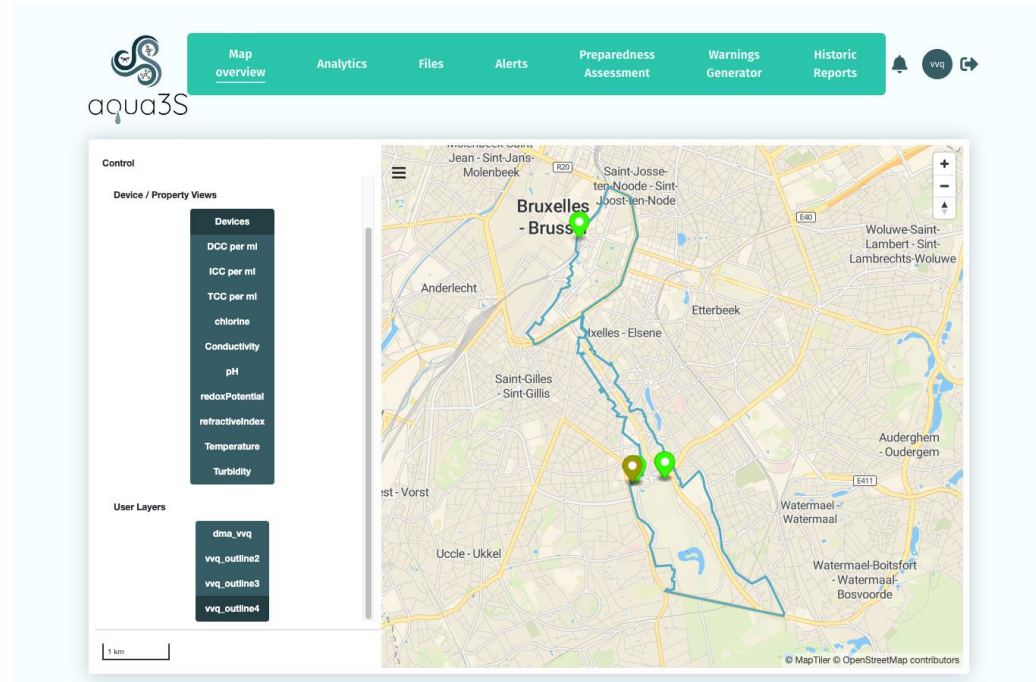 aqua3S
Map
overview
Analytics
Files
Alerts
Preparedness
Assessment
Warnings
Generator
Historic
Reports
vvq
Control
Device / Property Views
Devices
DCC per ml
ICC per ml
TCC per ml
chlorine
Conductivity
pH
redoxPotential
refractiveIndex
Temperature
Turbidity
User Layers
dma_vvq
vvq_outline2
vvq_outline3
vvq_outline4
1 km
Jean - Sint-Jans-
Molenbeek
R20
Saint-Josse-
ten-Noode - Sint-
Joost-ten-Node
Bruxelles
E40
Woluwe-Saint-
Lambert - Sint-
Lambrechts-Woluwe
Anderlecht
Etterbeek
Ixelles - Elsene
Saint-Gilles
- Sint-Gillis
Auderghem
- Oudergem
E411
Watermael -
Watermaal
Uccle - Ukkel
Watermael-Boitsfort
- Watermaal-
Bosvoorde
© MapTiler © OpenStreetMap contributors